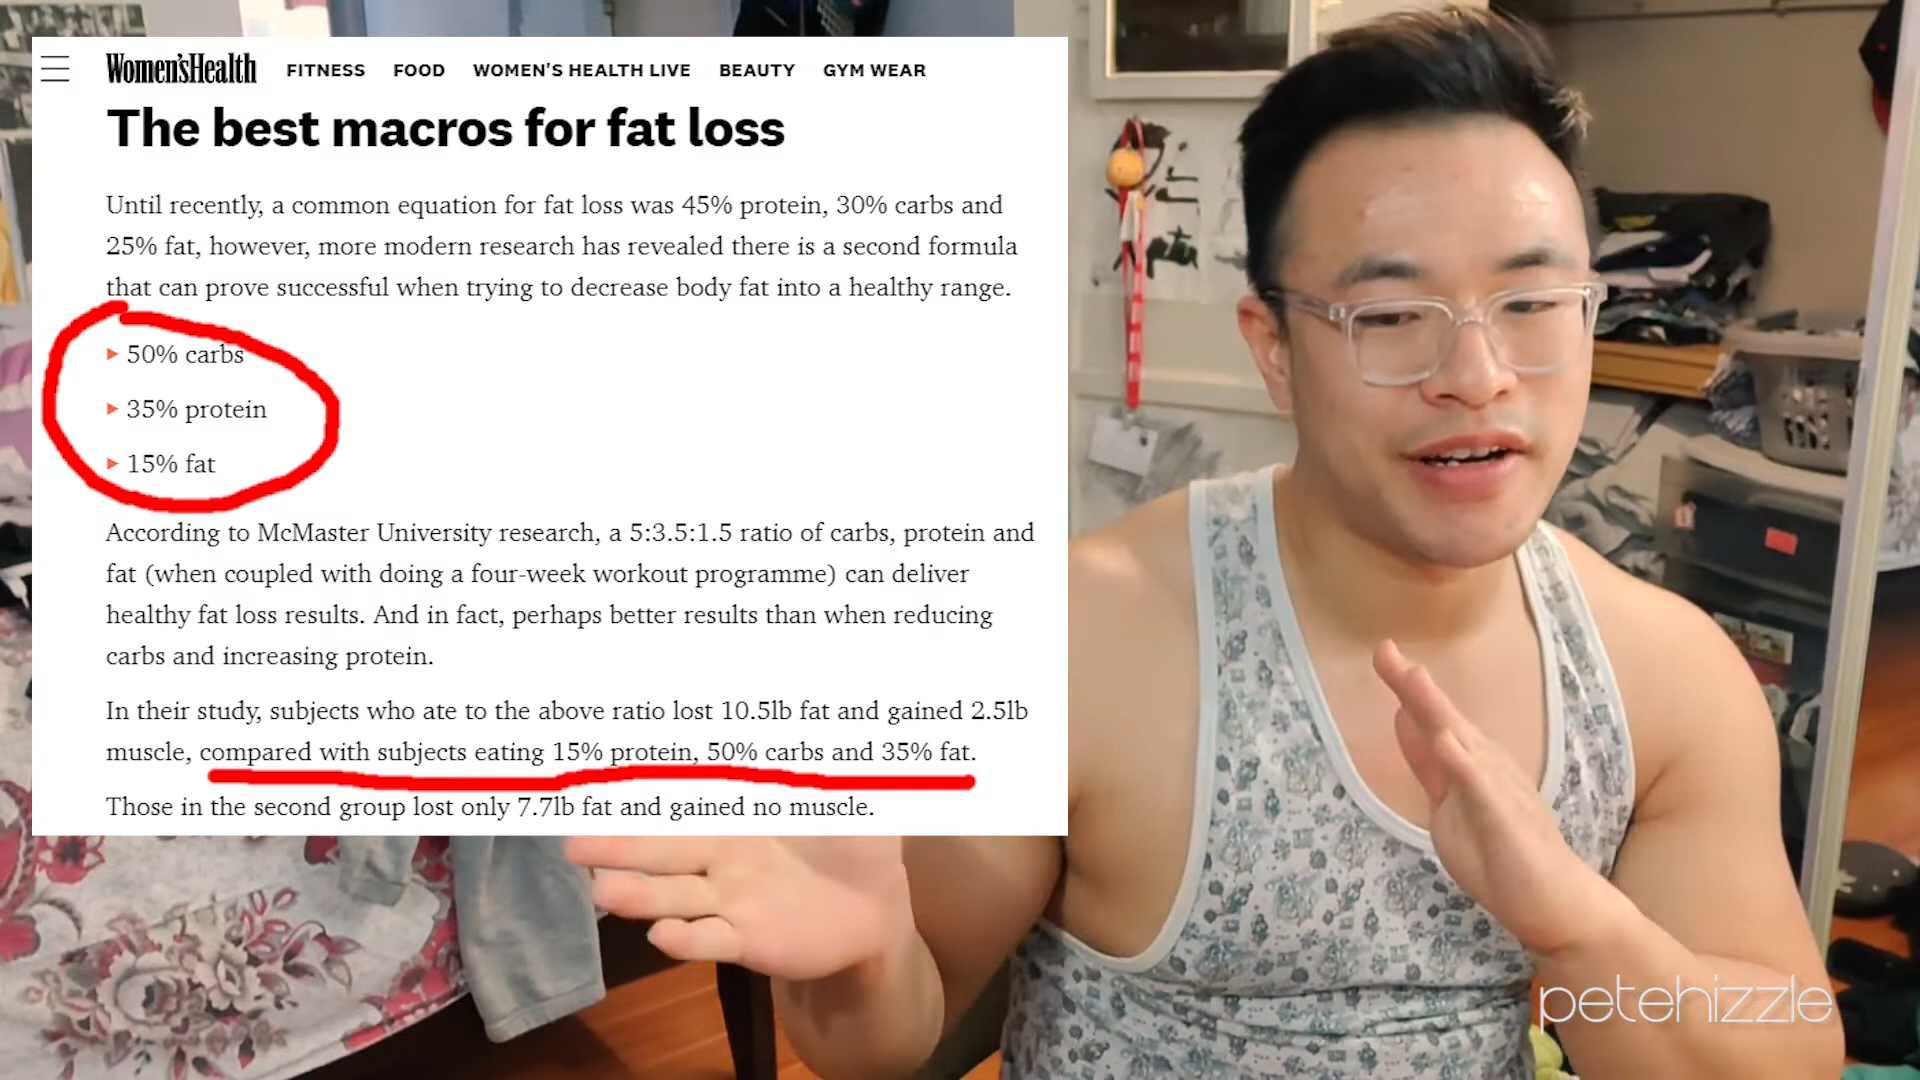 Women'sHealth FITNESS FOOD WOMEN'S HEALTH LIVE BEAUTY GYM WEAR
The best macros for fat loss
Until recently, a common equation for fat loss was 45% protein, 30% carbs and
25% fat, however, more modern research has revealed there is a second formula
that can prove successful when trying to decrease body fat into a healthy range.
50% carbs
35% protein
15% fat
According to McMaster University research, a 5:3.5:1.5 ratio of carbs, protein and
fat (when coupled with doing a four-week workout programme) can deliver
healthy fat loss results. And in fact, perhaps better results than when reducing
carbs and increasing protein.
In their study, subjects who ate to the above ratio lost 10.5lb fat and gained 2.5lb
muscle, compared with subjects eating 15% protein, 50% carbs and 35% fat.
Those in the second group lost only 7.7lb fat and gained no muscle.
petehizzle